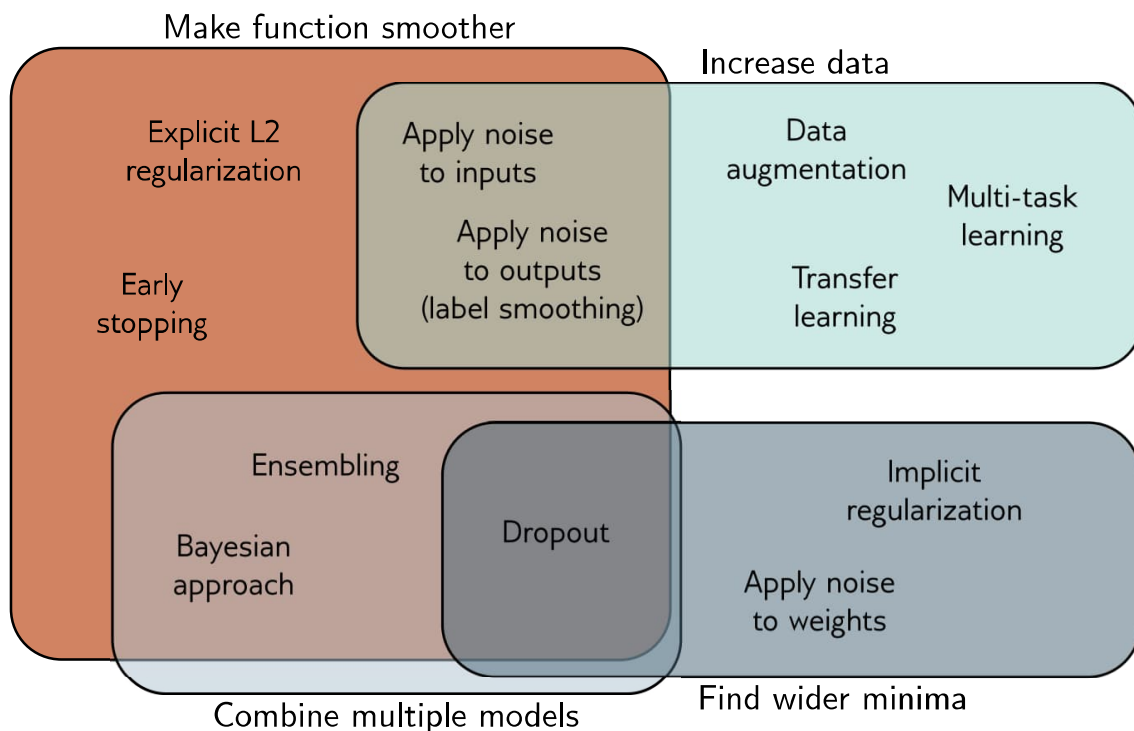 Make function smoother
Increase data
Explicit L2
regularization
Apply noise
to inputs
Data
augmentation
Multi-task
learning
Apply noise
to outputs
(label smoothing)
Early
stopping
Transfer
learning
Ensembling
Implicit
regularization
Dropout
Bayesian
approach
Apply noise
to weights
Find wider minima
Combine multiple models